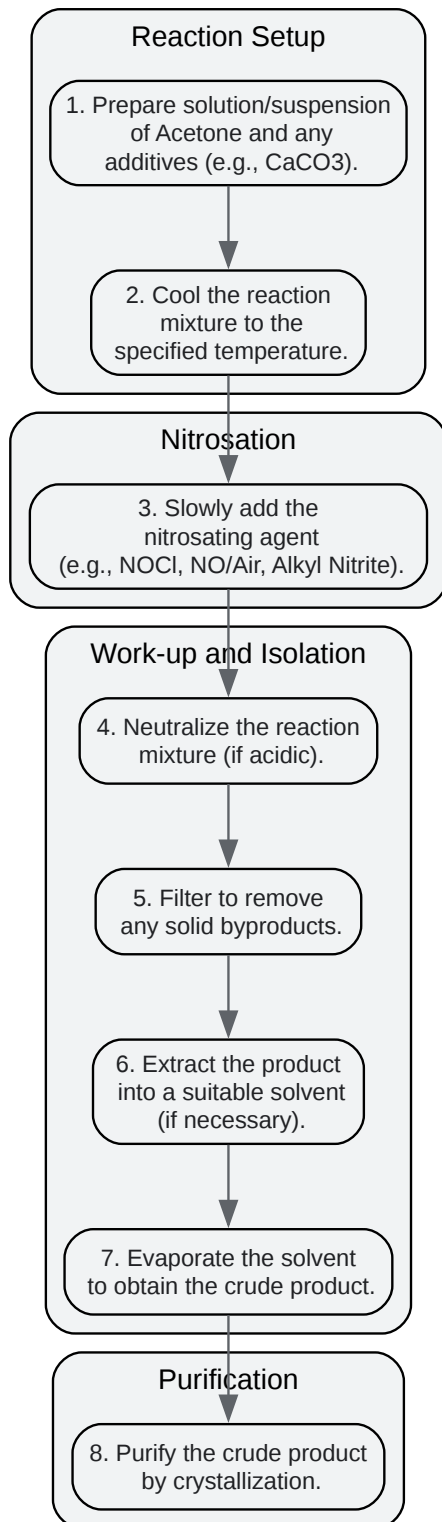 Reaction Setup
1. Prepare solution/suspension
of Acetone and any
additives (e.g., CaCO3).
2. Cool the reaction
mixture to the
specified temperature.
Nitrosation
3. Slowly add the
nitrosating agent
(e.g., NOCl, NO/Air, Alkyl Nitrite).
Work-up and Isolation
4. Neutralize the reaction
mixture (if acidic).
5. Filter to remove
any solid byproducts.
6. Extract the product
into a suitable solvent
(if necessary).
7. Evaporate the solvent
to obtain the crude product.
Purification
8. Purify the crude product
by crystallization.